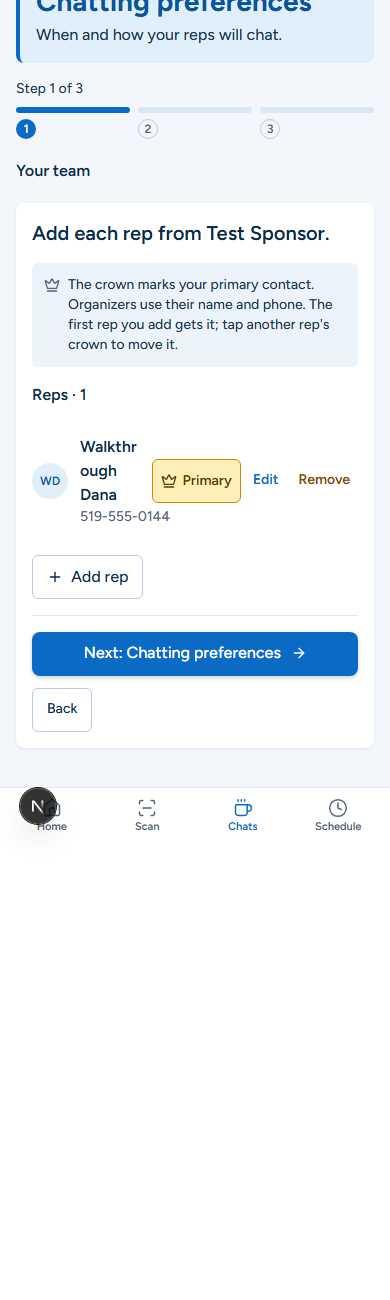 Chatting preferences
When and how your reps will chat.
Step 1 of 3
1
2
3
Your team
Add each rep from Test Sponsor.
The crown marks your primary contact.
Organizers use their name and phone. The
first rep you add gets it; tap another rep's
crown to move it.
Reps · 1
WD
Walkthr
ough
Dana
519-555-0144
Primary
Edit
Remove
+ Add rep
Next: Chatting preferences →
Back
N
Home
Scan
Chats
Schedule